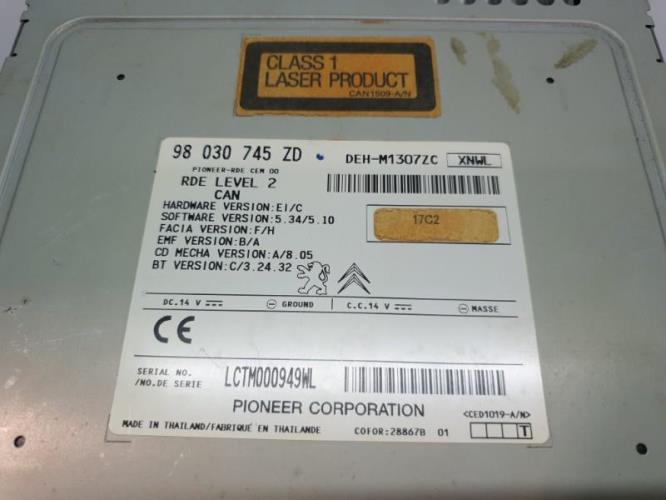 CLASS 1
LASER PRODUCT
CAN1509-A/N
98 030 745 ZD
DEH-M1307ZC XNWL
PIONEER-RDE CEM 00
RDE LEVEL 2
CAN
HARDWARE VERSION:EI/C
SOFTWARE VERSION:5.34/5.10
FACIA VERSION:F/H
EMF VERSION:B/A
CD MECHA VERSION:A/8.05
BT VERSION:C/3.24.32
17C2
DC.14 V GROUND C.C.14 V MASSE
CE
SERIAL NO.
/NO.DE SERIE
LCTM000949WL
PIONEER CORPORATION
<CED1019-A/N>
MADE IN THAILAND/FABRIQUÉ EN THAILANDE
COFOR:28867B 01
T